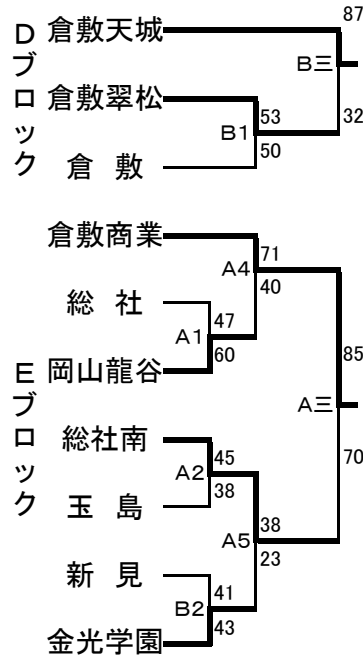 Dブロック
倉敷天城
87
B三
倉敷翠松
53
32
B1
50
倉 敷
Eブロック
倉敷商業
71
A4
40
総 社
47
A1
60
85
岡山龍谷
A三
総社南
45
70
A2
38
玉 島
38
A5
23
新 見
41
B2
43
金光学園